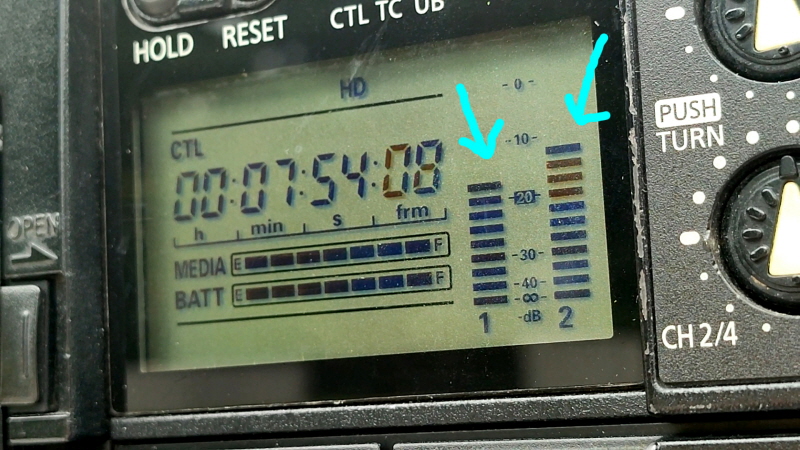 HOLD RESET CTL TC UB
HD
-0-
CTL
-10-
00:07:54:08
-20-
h min s frm
MEDIA E F
-30-
BATT E F
-40-
-∞-
1 -dB 2
OPEN
PUSH
TURN
CH 2/4